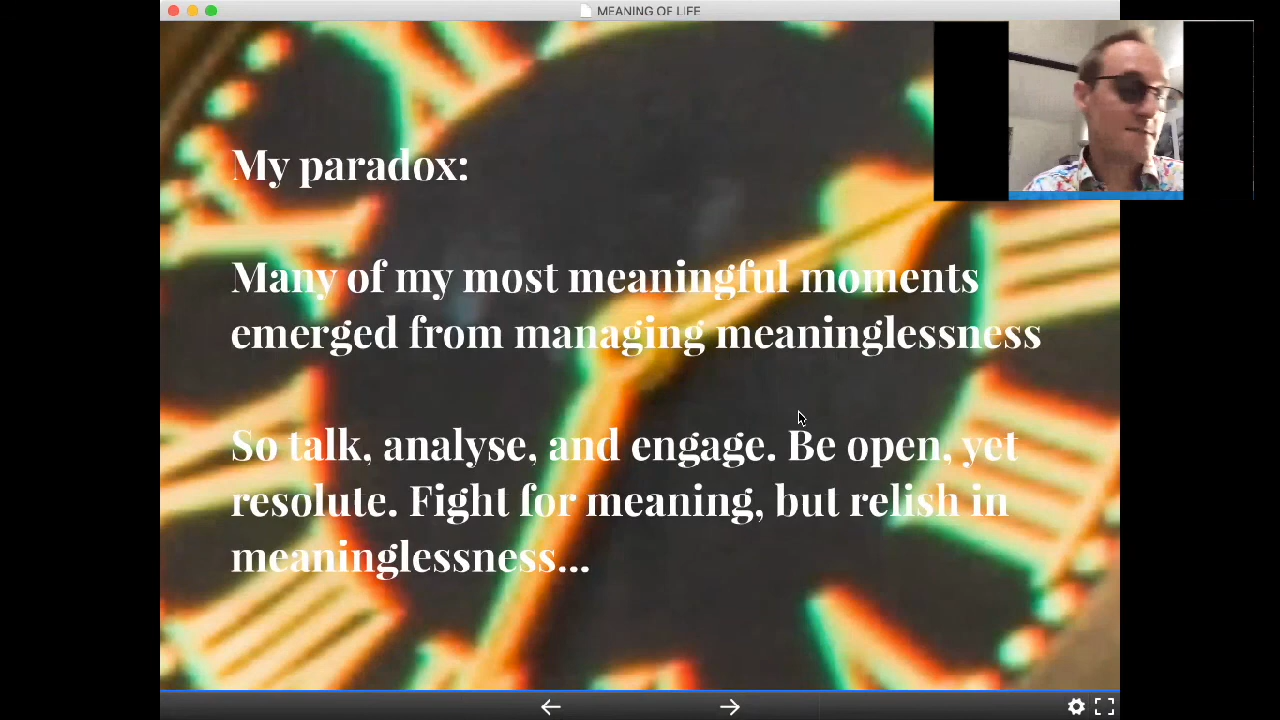 MEANING OF LIFE
My paradox:
Many of my most meaningful moments
emerged from managing meaninglessness
So talk, analyse, and engage. Be open, yet
resolute. Fight for meaning, but relish in
meaninglessness...